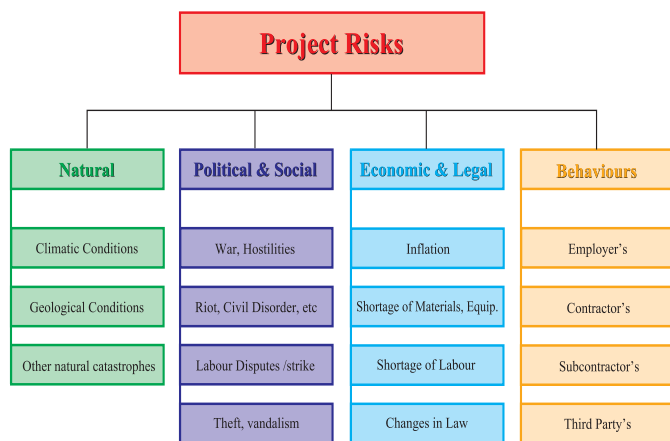 Project Risks
Natural
Political & Social
Economic & Legal
Behaviours
Climatic Conditions
War, Hostilities
Inflation
Employer's
Geological Conditions
Riot, Civil Disorder, etc
Shortage of Materials, Equip.
Contractor's
Other natural catastrophes
Labour Disputes /strike
Shortage of Labour
Subcontractor's
Theft, vandalism
Changes in Law
Third Party's